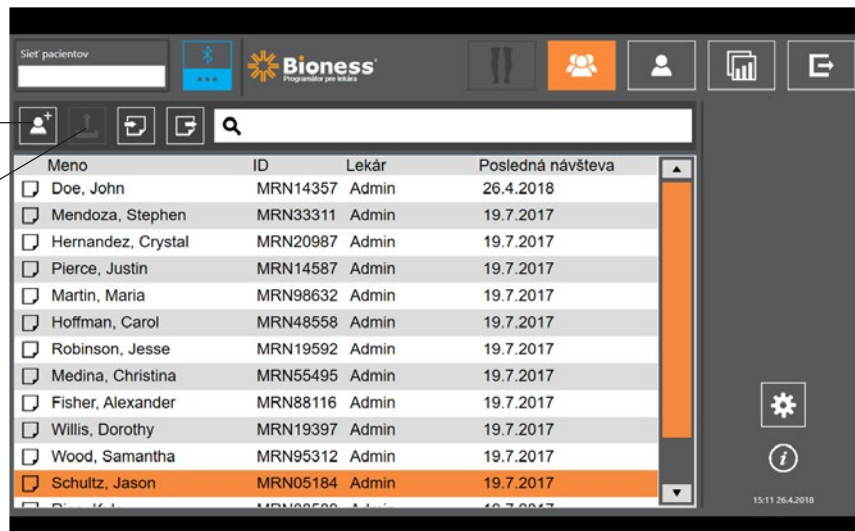 Sieť pacientov
Bioness
Programátor pre lekára
Meno ID Lekár Posledná návšteva
Doe, John MRN14357 Admin 26.4.2018
Mendoza, Stephen MRN33311 Admin 19.7.2017
Hernandez, Crystal MRN20987 Admin 19.7.2017
Pierce, Justin MRN14587 Admin 19.7.2017
Martin, Maria MRN98632 Admin 19.7.2017
Hoffman, Carol MRN48558 Admin 19.7.2017
Robinson, Jesse MRN19592 Admin 19.7.2017
Medina, Christina MRN55495 Admin 19.7.2017
Fisher, Alexander MRN88116 Admin 19.7.2017
Willis, Dorothy MRN19397 Admin 19.7.2017
Wood, Samantha MRN95312 Admin 19.7.2017
Schultz, Jason MRN05184 Admin 19.7.2017
15:11 26.4.2018